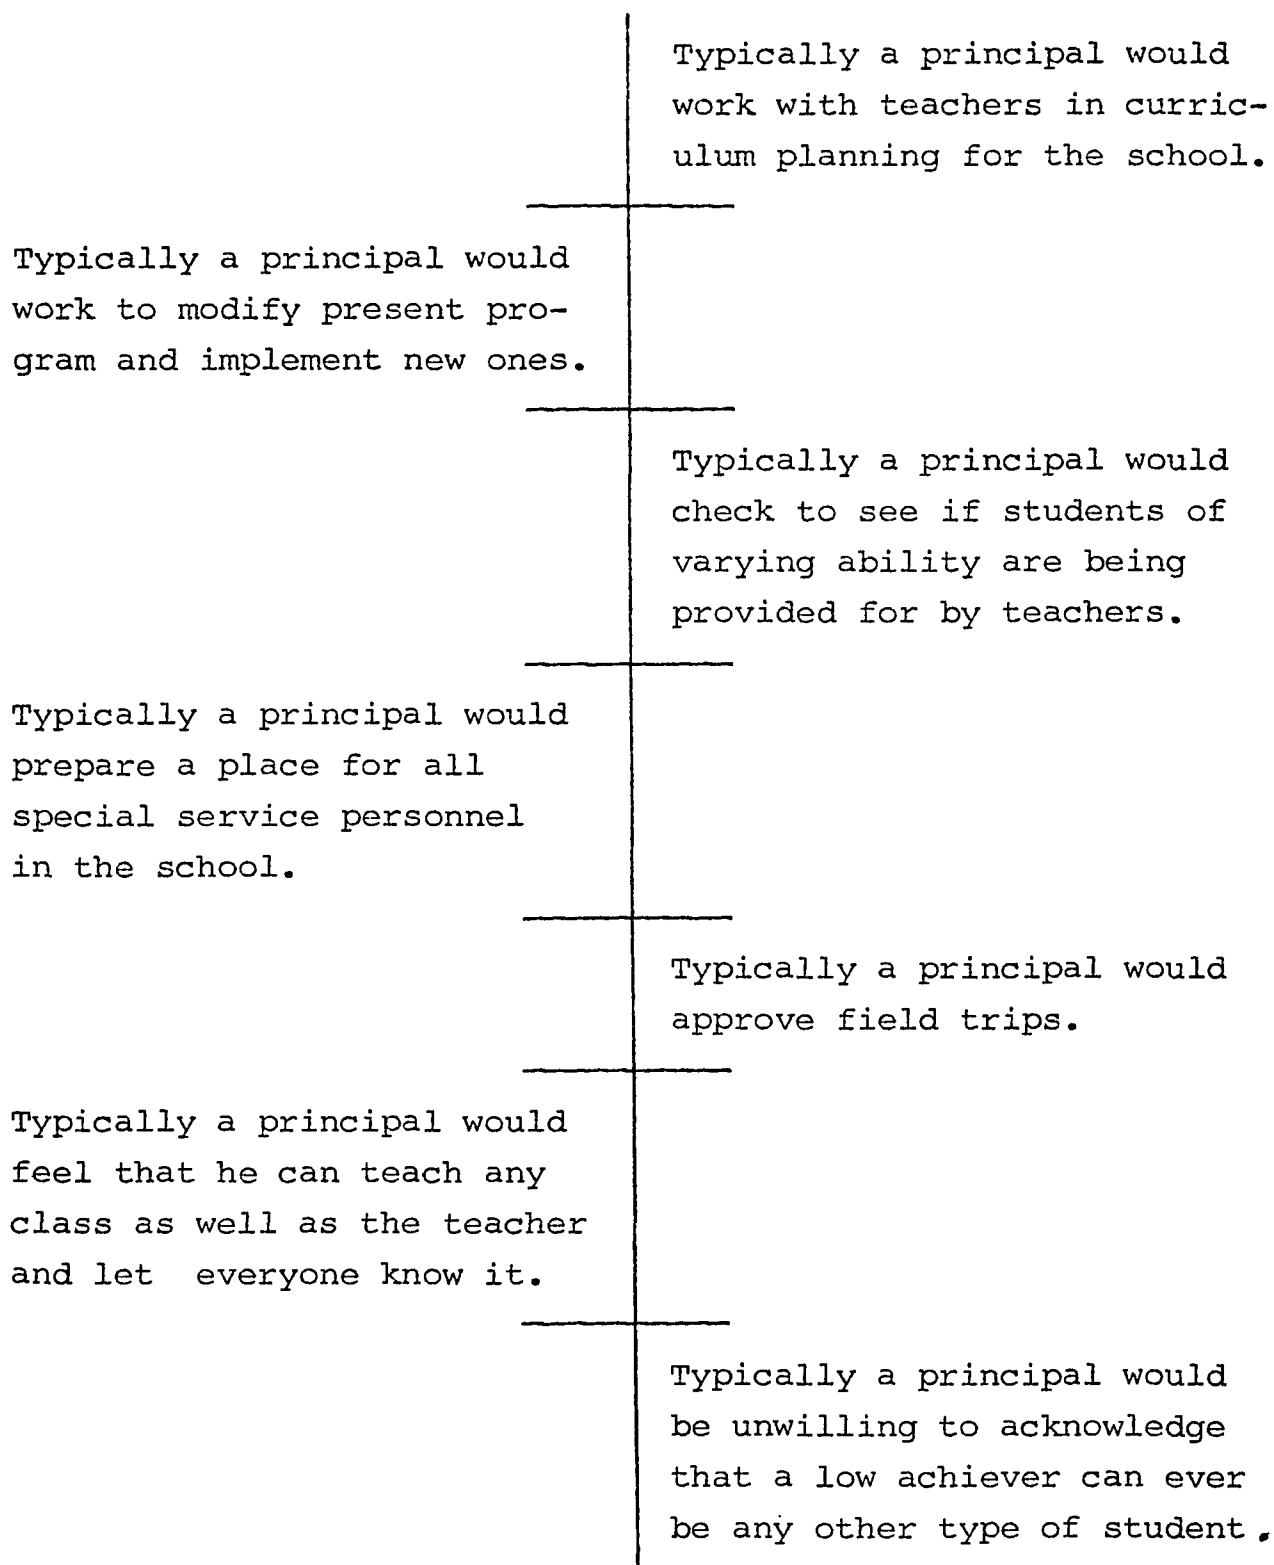 Typically a principal would
work with teachers in curric-
ulum planning for the school.
Typically a principal would
work to modify present pro-
gram and implement new ones.
Typically a principal would
check to see if students of
varying ability are being
provided for by teachers.
Typically a principal would
prepare a place for all
special service personnel
in the school.
Typically a principal would
approve field trips.
Typically a principal would
feel that he can teach any
class as well as the teacher
and let everyone know it.
Typically a principal would
be unwilling to acknowledge
that a low achiever can ever
be any other type of student.